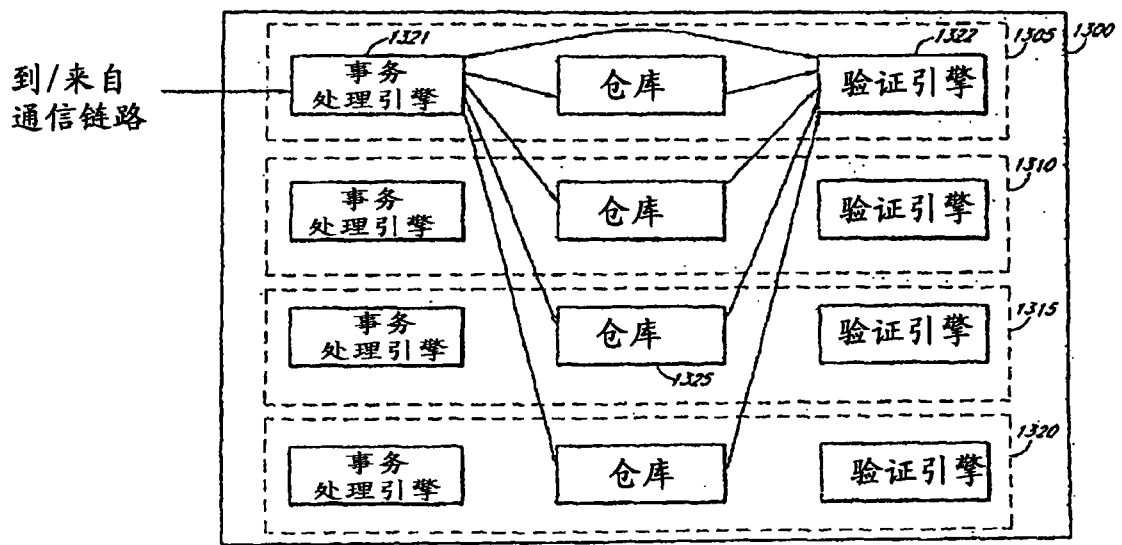 到/来自
通信链路
1300
1305
1321
事务
处理引擎
仓库
1322
验证引擎
1310
事务
处理引擎
仓库
验证引擎
1315
事务
处理引擎
仓库
1325
验证引擎
1320
事务
处理引擎
仓库
验证引擎